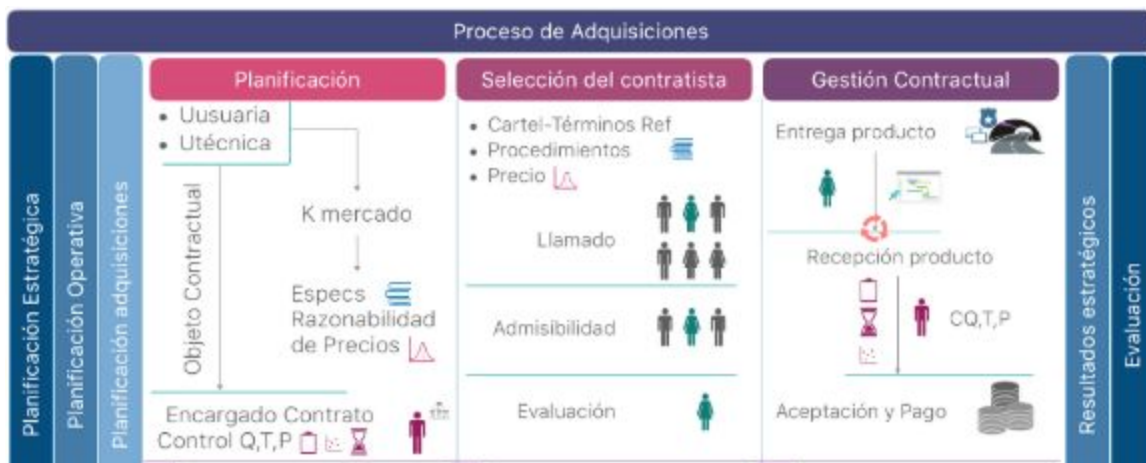 Proceso de Adquisiciones
Planificación Estratégica
Planificación Operativa
Planificación adquisiciones
Planificación
• Uusuaria
• Utécnica
Objeto Contractual
K mercado
Especs
Razonabilidad
de Precios
Encargado Contrato
Control Q,T,P
Selección del contratista
• Cartel-Términos Ref
• Procedimientos
• Precio
Llamado
Admisibilidad
Evaluación
Gestión Contractual
Entrega producto
Recepción producto
CQ,T,P
Aceptación y Pago
Resultados estratégicos
Evaluación